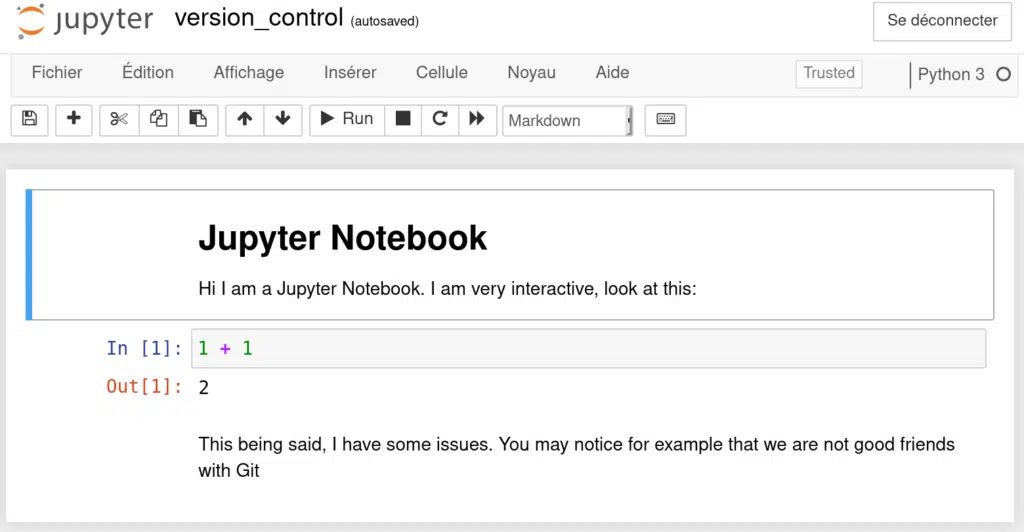 jupyter version_control (autosaved) Se déconnecter
Fichier Édition Affichage Insérer Cellule Noyau Aide Trusted Python 3
Run Markdown
Jupyter Notebook
Hi I am a Jupyter Notebook. I am very interactive, look at this:
In [1]: 1 + 1
Out[1]: 2
This being said, I have some issues. You may notice for example that we are not good friends
with Git